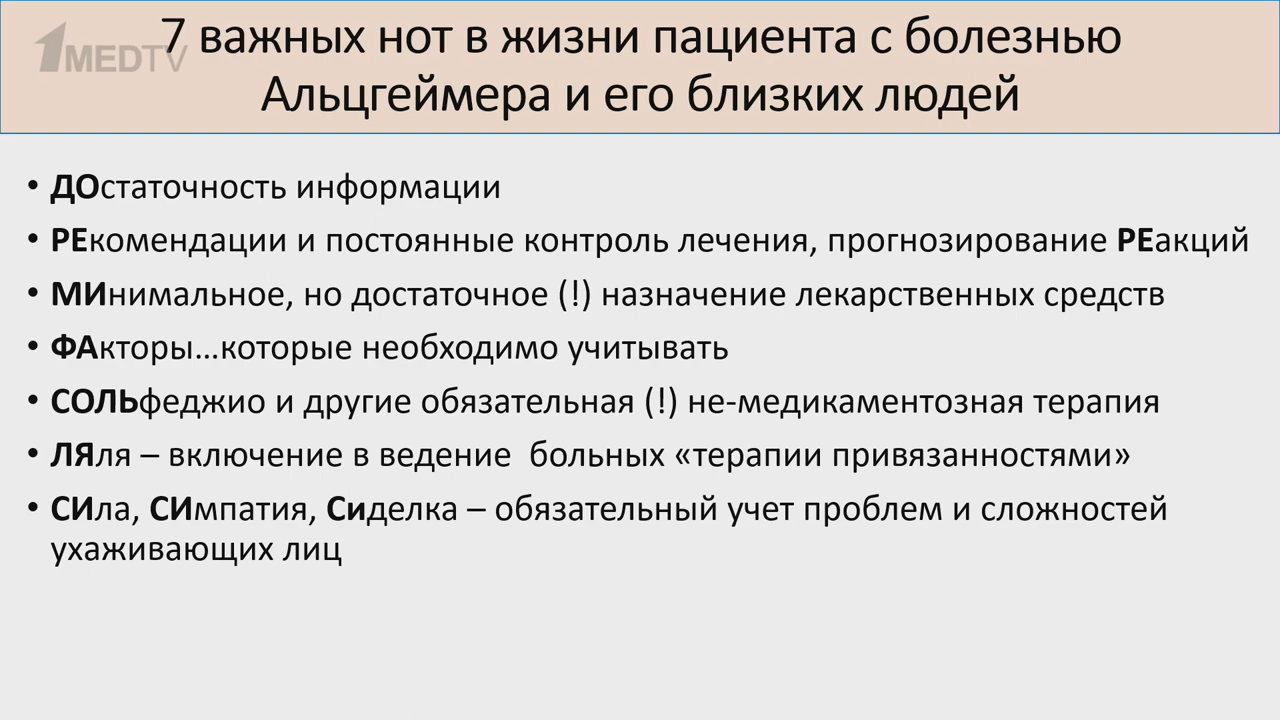 1MEDTV
7 важных нот в жизни пациента с болезнью
Альцгеймера и его близких людей
• ДОстаточность информации
• РЕкомендации и постоянные контроль лечения, прогнозирование РЕакций
• МИнимальное, но достаточное (!) назначение лекарственных средств
• ФАкторы...которые необходимо учитывать
• СОЛЬфеджио и другие обязательная (!) не-медикаментозная терапия
• ЛЯля – включение в ведение  больных «терапии привязанностями»
• СИла, СИмпатия, Сиделка – обязательный учет проблем и сложностей
ухаживающих лиц